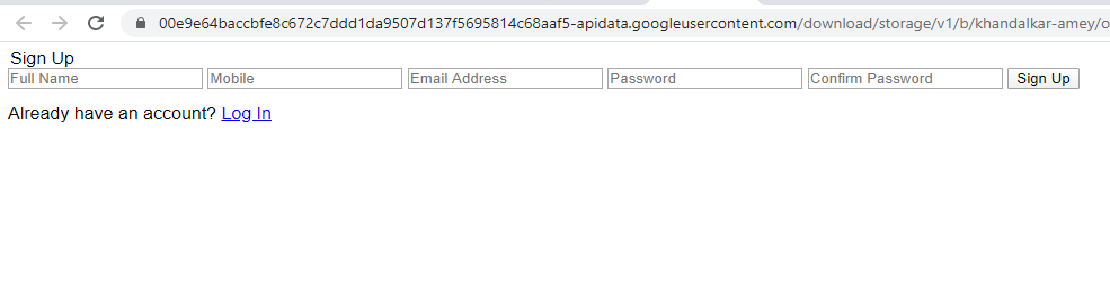 00e9e64baccbfe8c672c7ddd1da9507d137f5695814c68aaf5-apidata.googleusercontent.com/download/storage/v1/b/khandalkar-amey/o
Sign Up
Full Name Mobile Email Address Password Confirm Password Sign Up
Already have an account? Log In